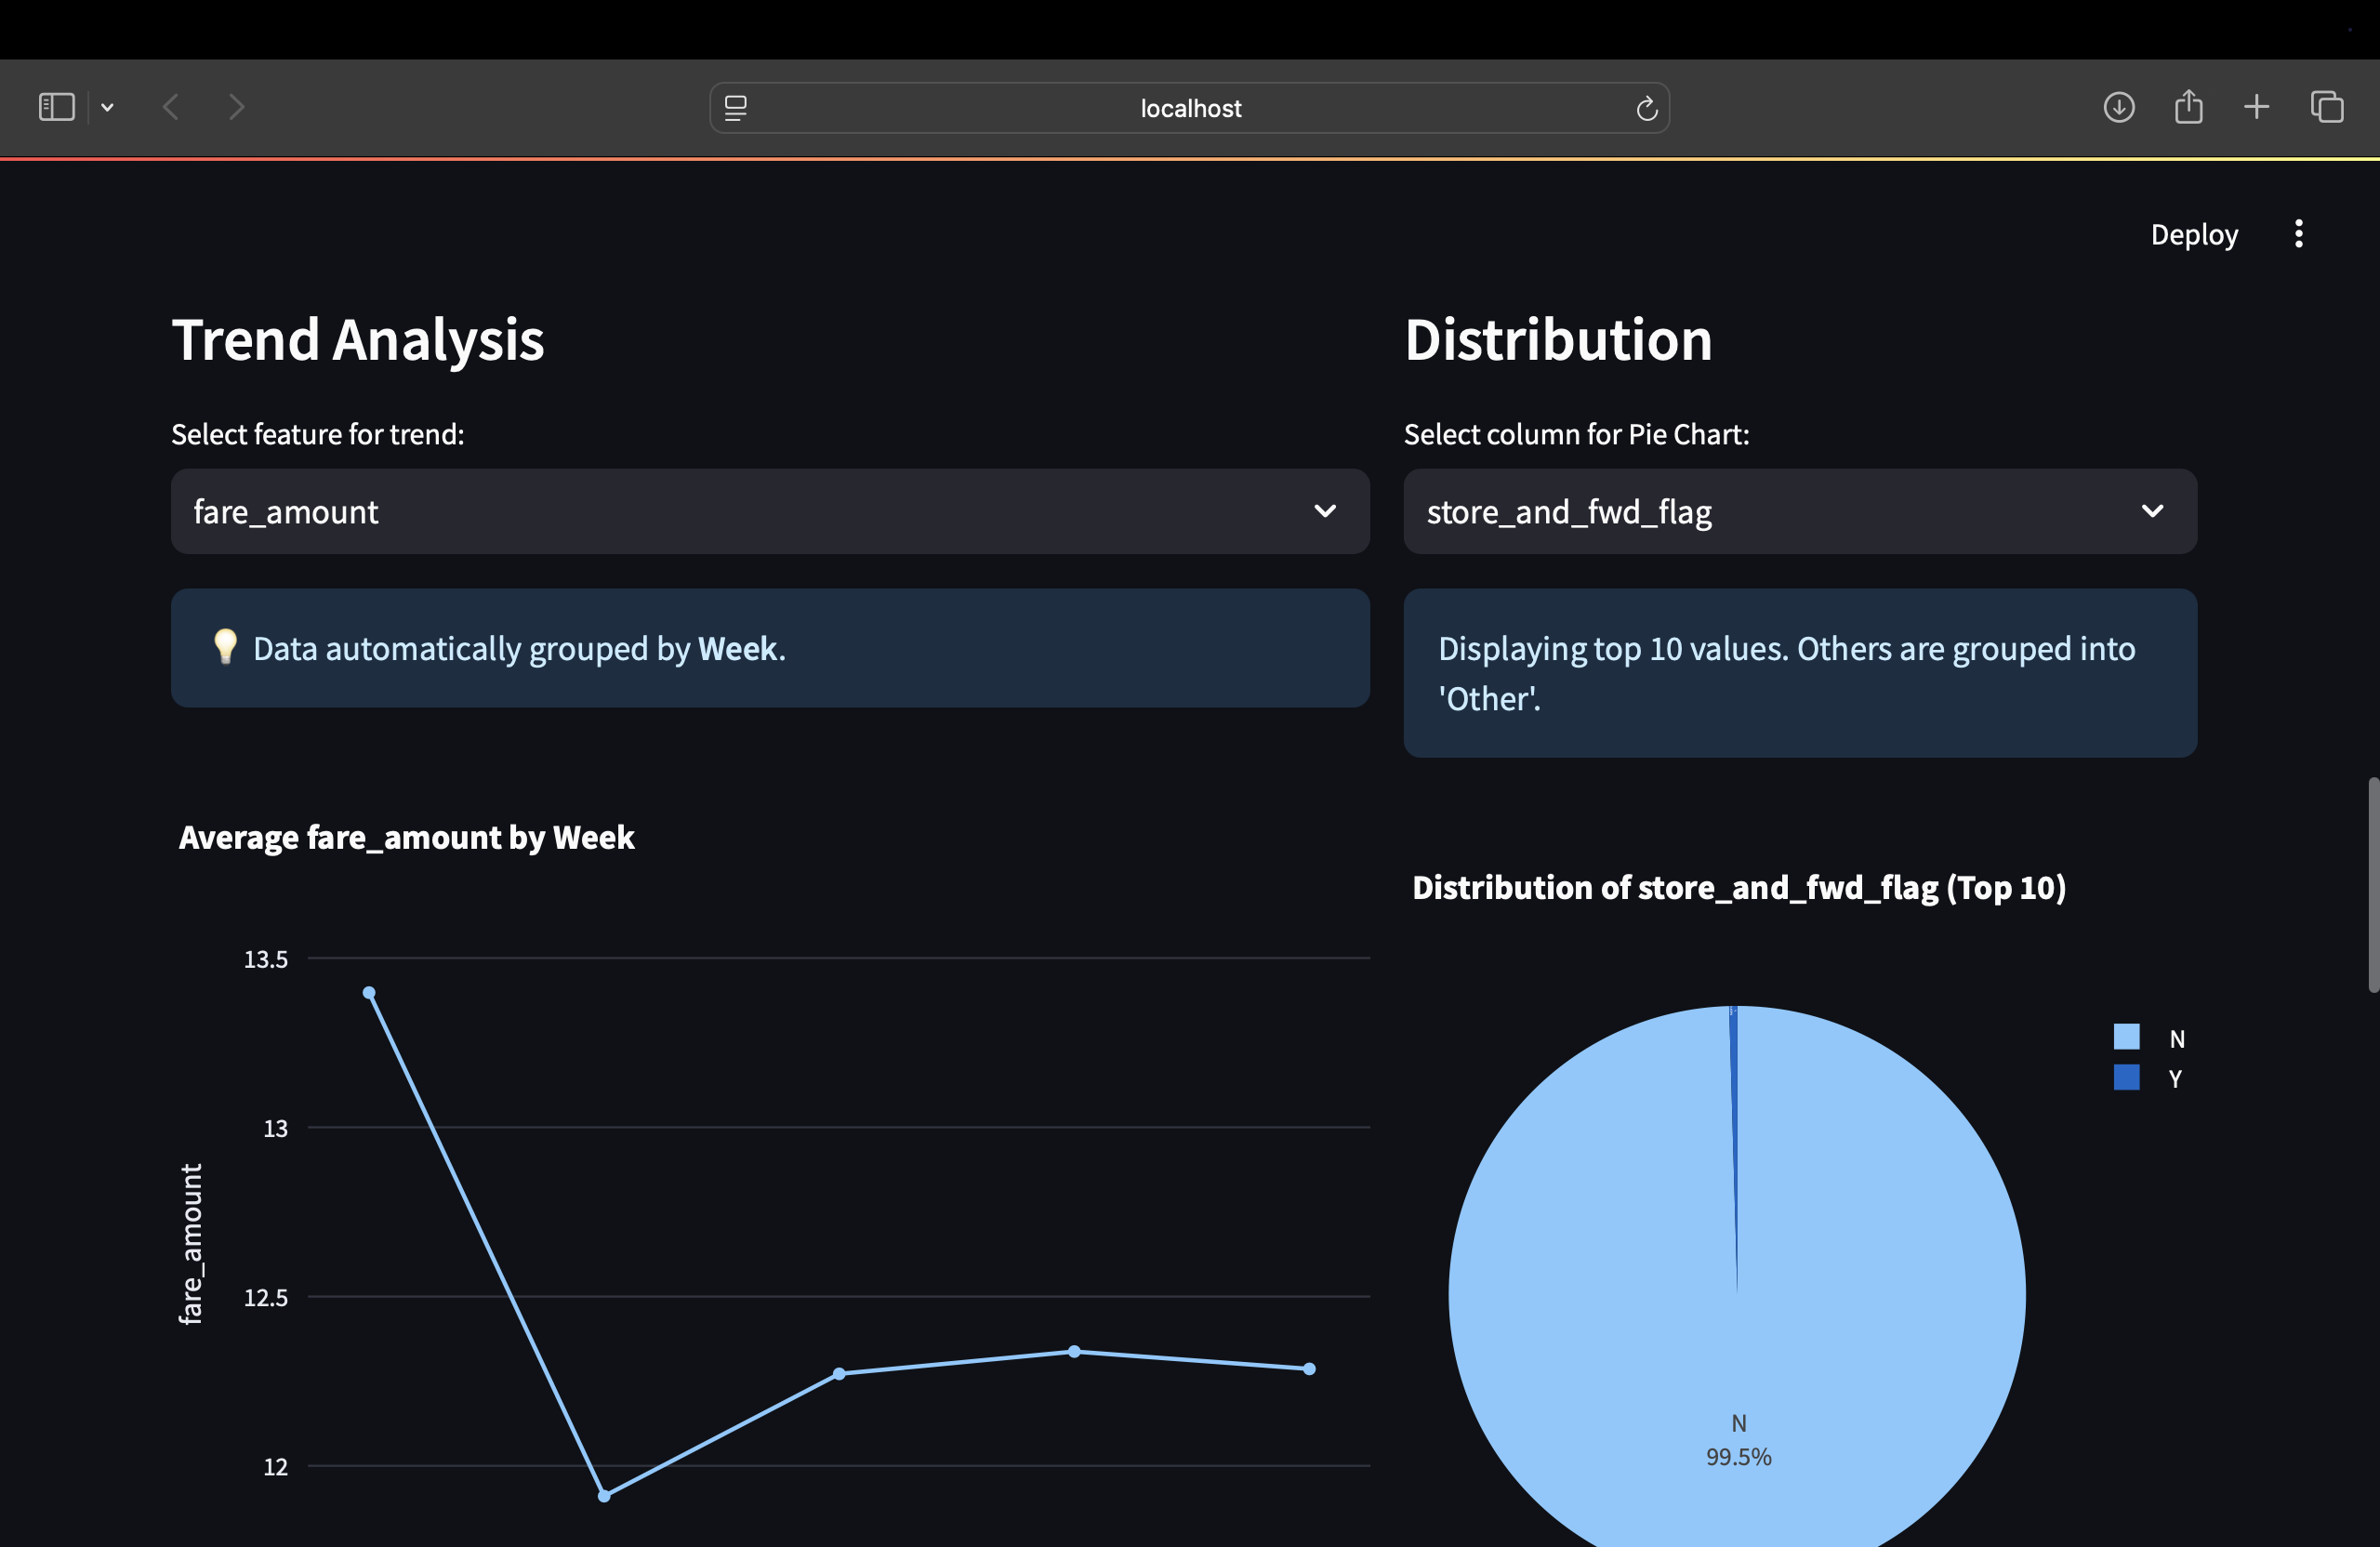 localhost
Deploy
Trend Analysis
Select feature for trend:
fare_amount
💡 Data automatically grouped by Week.
Average fare_amount by Week
13.5
13
12.5
12
fare_amount
Distribution
Select column for Pie Chart:
store_and_fwd_flag
Displaying top 10 values. Others are grouped into
'Other'.
Distribution of store_and_fwd_flag (Top 10)
N
Y
N
99.5%